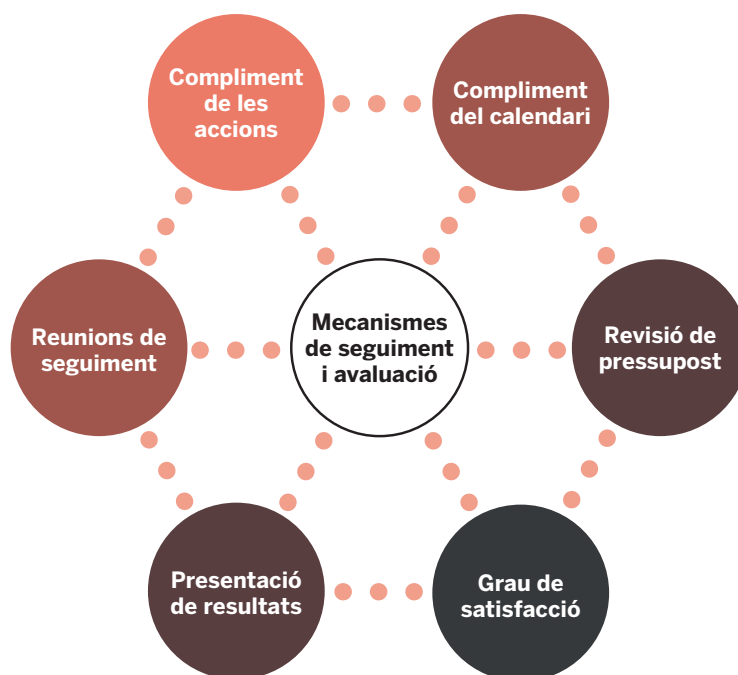 Compliment
de les
accions
Compliment
del calendari
Reunions de
seguiment
Mecanismes
de seguiment
i avaluació
Revisió de
pressupost
Presentació
de resultats
Grau de
satisfacció